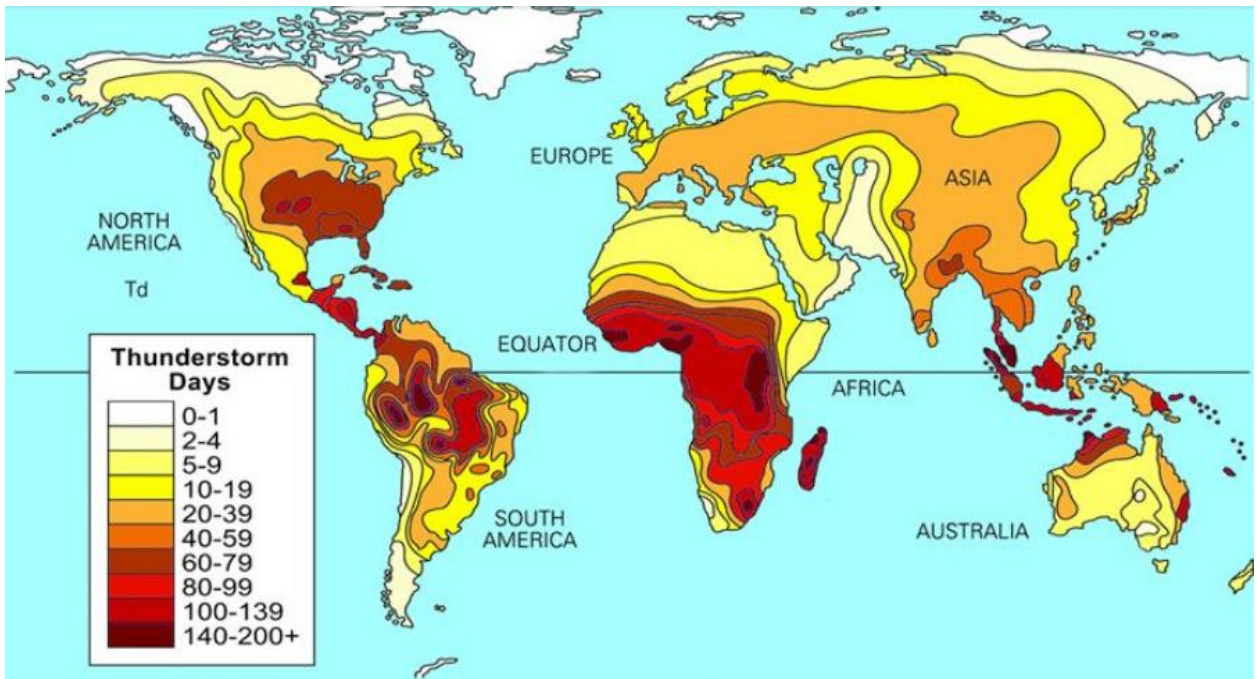 EUROPE
ASIA
NORTH
AMERICA
Td
EQUATOR
AFRICA
SOUTH
AMERICA
AUSTRALIA
Thunderstorm
Days
0-1
2-4
5-9
10-19
20-39
40-59
60-79
80-99
100-139
140-200+